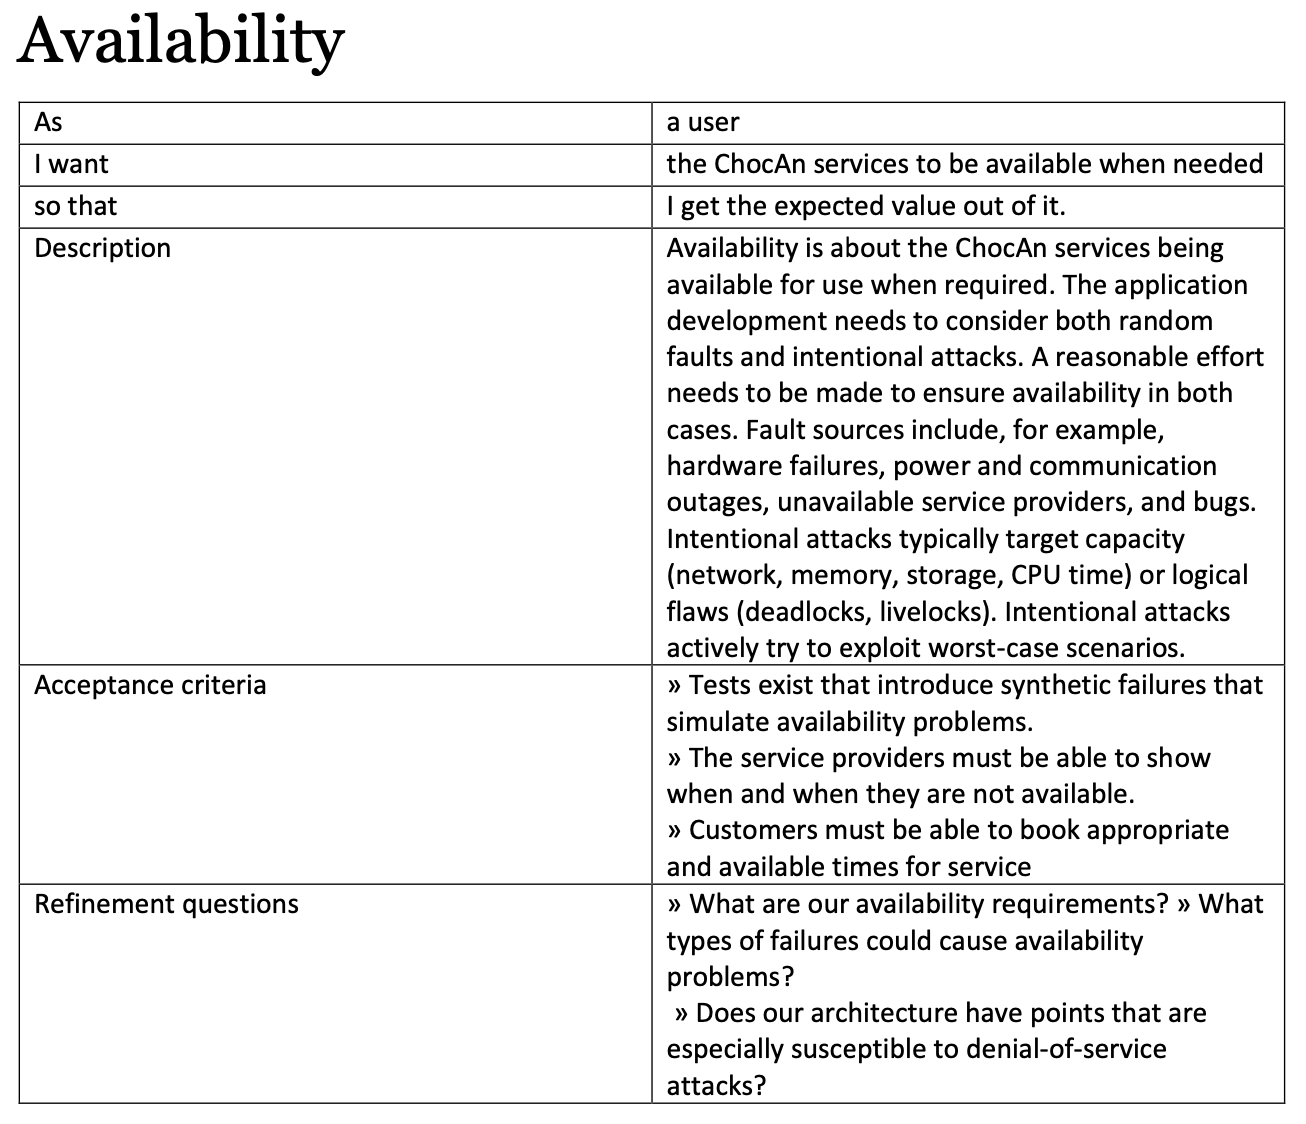 Availability
As
a user
I want
the ChocAn services to be available when needed
so that
I get the expected value out of it.
Description
Availability is about the ChocAn services being
available for use when required. The application
development needs to consider both random
faults and intentional attacks. A reasonable effort
needs to be made to ensure availability in both
cases. Fault sources include, for example,
hardware failures, power and communication
outages, unavailable service providers, and bugs.
Intentional attacks typically target capacity
(network, memory, storage, CPU time) or logical
flaws (deadlocks, livelocks). Intentional attacks
actively try to exploit worst-case scenarios.
Acceptance criteria
» Tests exist that introduce synthetic failures that
simulate availability problems.
» The service providers must be able to show
when and when they are not available.
» Customers must be able to book appropriate
and available times for service
Refinement questions
» What are our availability requirements? » What
types of failures could cause availability
problems?
» Does our architecture have points that are
especially susceptible to denial-of-service
attacks?